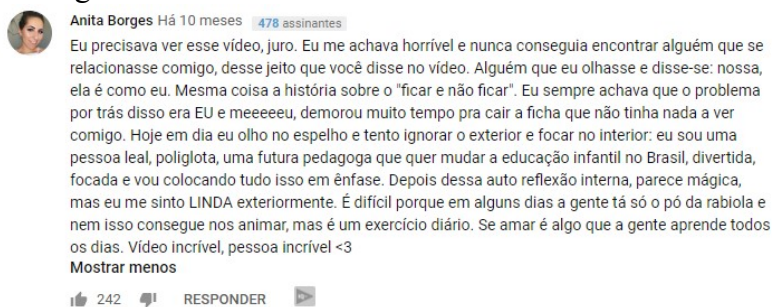 Anita Borges Há 10 meses 478 assinantes
Eu precisava ver esse vídeo, juro. Eu me achava horrível e nunca conseguia encontrar alguém que se
relacionasse comigo, desse jeito que você disse no vídeo. Alguém que eu olhasse e disse-se: nossa,
ela é como eu. Mesma coisa a história sobre o "ficar e não ficar". Eu sempre achava que o problema
por trás disso era EU e meeeeeu, demorou muito tempo pra cair a ficha que não tinha nada a ver
comigo. Hoje em dia eu olho no espelho e tento ignorar o exterior e focar no interior: eu sou uma
pessoa leal, poliglota, uma futura pedagoga que quer mudar a educação infantil no Brasil, divertida,
focada e vou colocando tudo isso em ênfase. Depois dessa auto reflexão interna, parece mágica,
mas eu me sinto LINDA exteriormente. É difícil porque em alguns dias a gente tá só o pó da rabiola e
nem isso consegue nos animar, mas é um exercício diário. Se amar é algo que a gente aprende todos
os dias. Vídeo incrível, pessoa incrível <3
Mostrar menos
242 RESPONDER